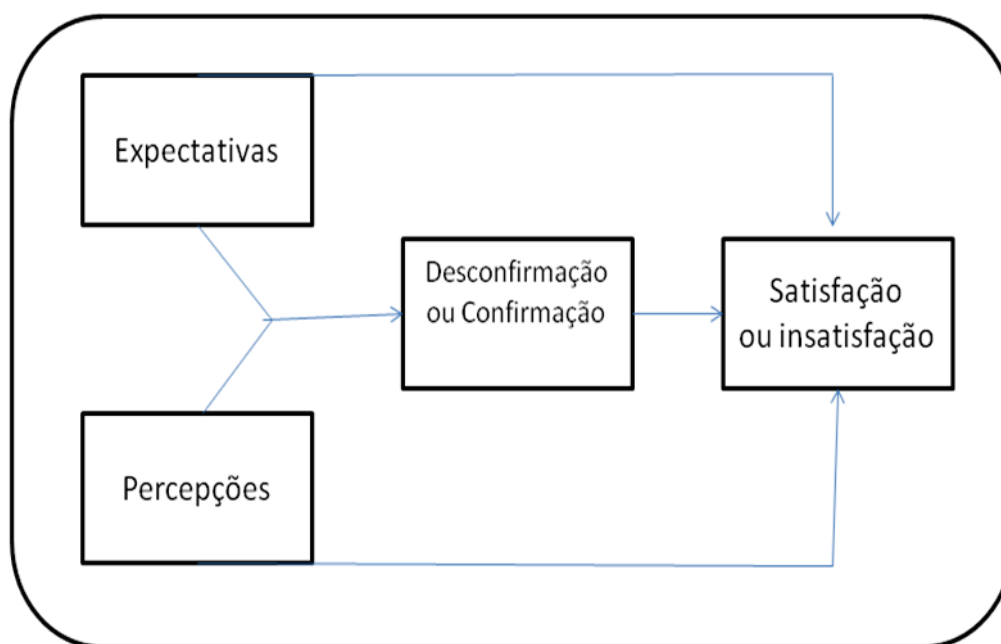 Expectativas
Desconfirmação
ou Confirmação
Satisfação
ou insatisfação
Percepções